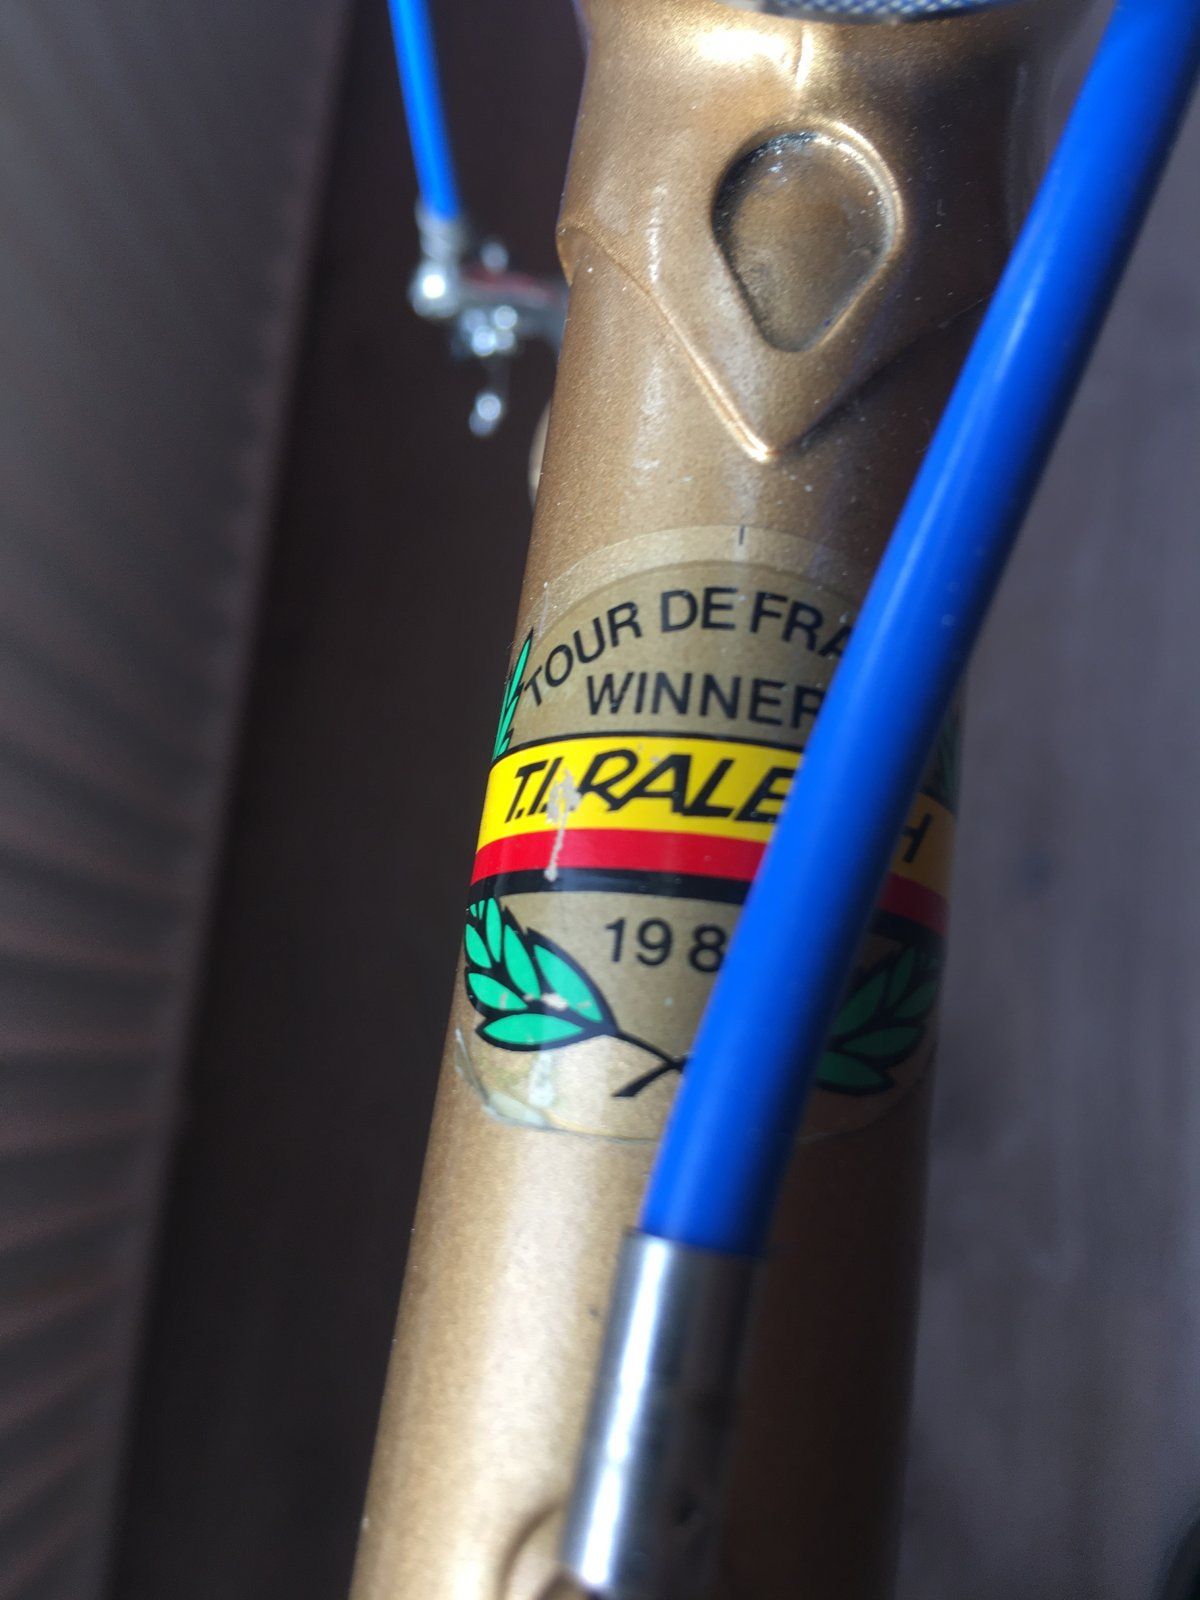 TOUR DE FRA
WINNER
T.I. RALE H
198